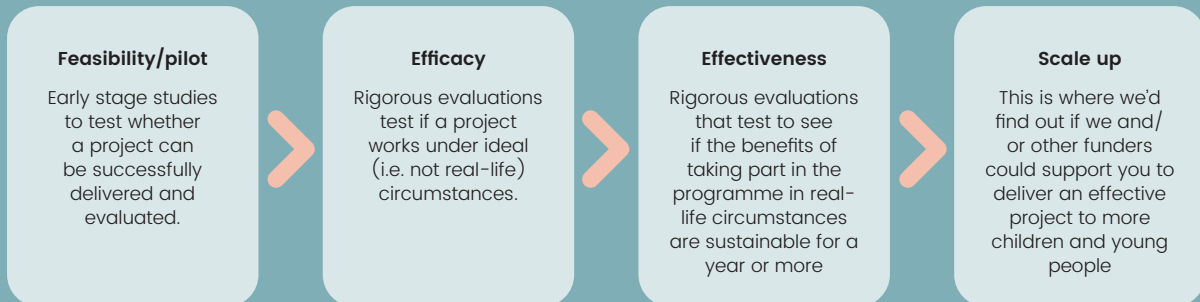 Feasibility/pilot
Early stage studies
to test whether
a project can
be successfully
delivered and
evaluated.
Efficacy
Rigorous evaluations
test if a project
works under ideal
(i.e. not real-life)
circumstances.
Effectiveness
Rigorous evaluations
that test to see
if the benefits of
taking part in the
programme in real-
life circumstances
are sustainable for a
year or more
Scale up
This is where we'd
find out if we and/
or other funders
could support you to
deliver an effective
project to more
children and young
people